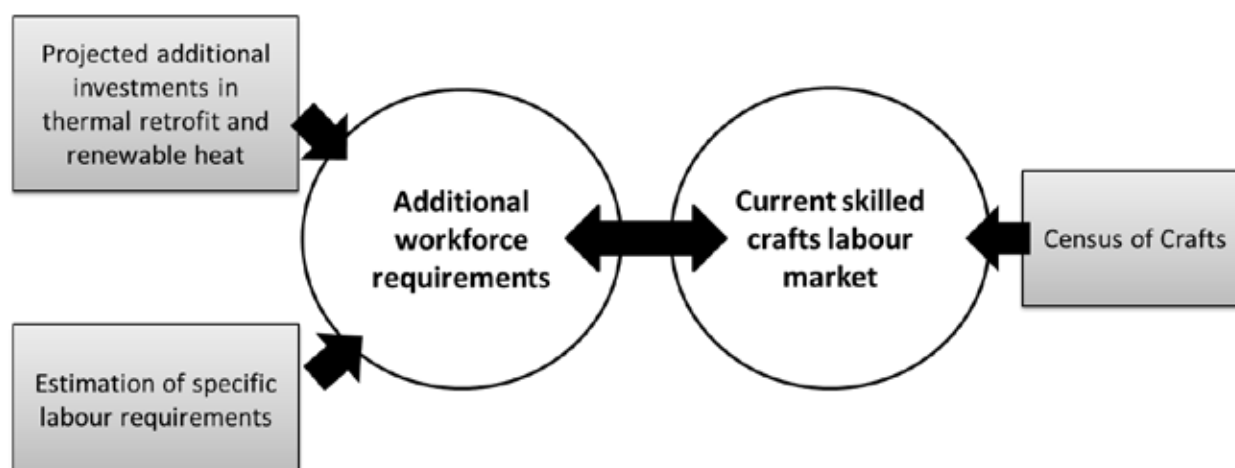 Projected additional
investments in
thermal retrofit and
renewable heat
Estimation of specific
labour requirements
Additional
workforce
requirements
Current skilled
crafts labour
market
Census of Crafts